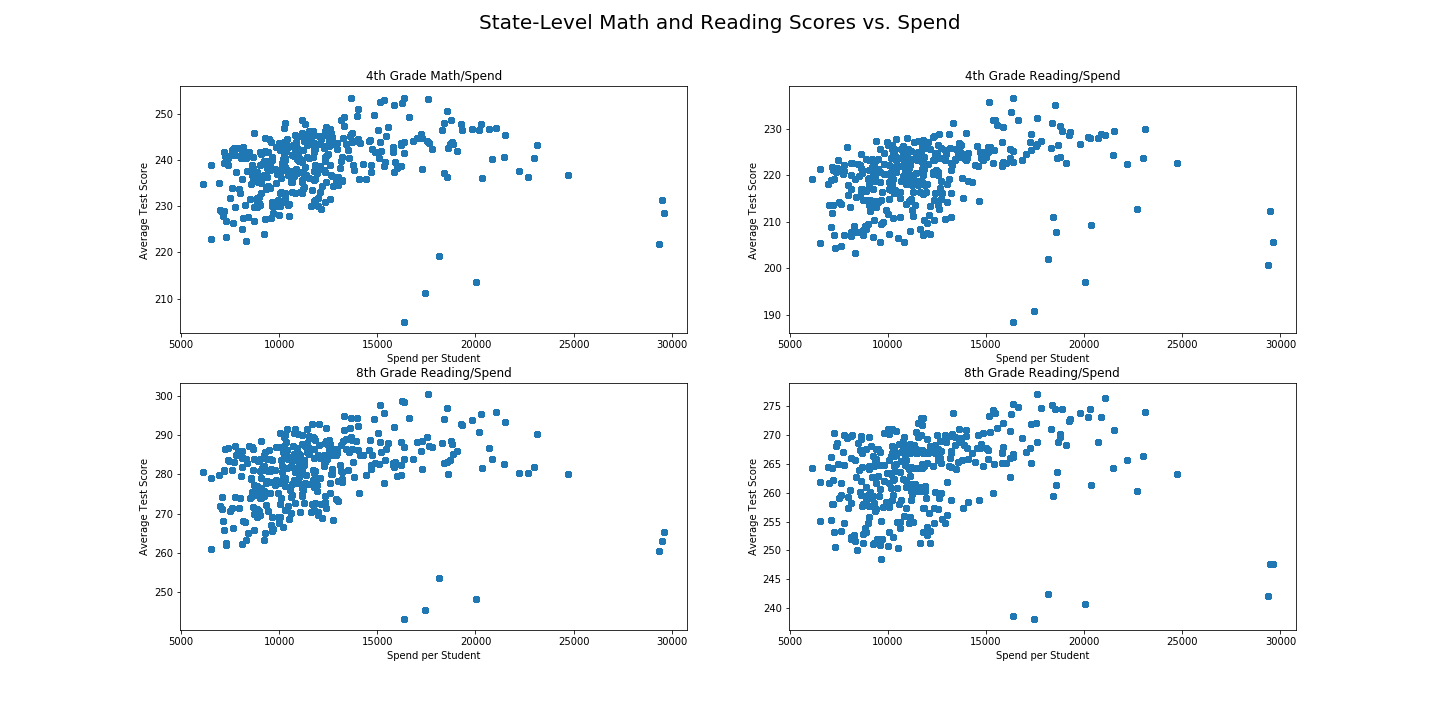 State-Level Math and Reading Scores vs. Spend
4th Grade Math/Spend
250
240
230
220
210
Average Test Score
5000 10000 15000 20000 25000 30000
Spend per Student
4th Grade Reading/Spend
230
220
210
200
190
Average Test Score
5000 10000 15000 20000 25000 30000
Spend per Student
8th Grade Reading/Spend
300
290
280
270
260
250
Average Test Score
5000 10000 15000 20000 25000 30000
Spend per Student
8th Grade Reading/Spend
275
270
265
260
255
250
245
240
Average Test Score
5000 10000 15000 20000 25000 30000
Spend per Student